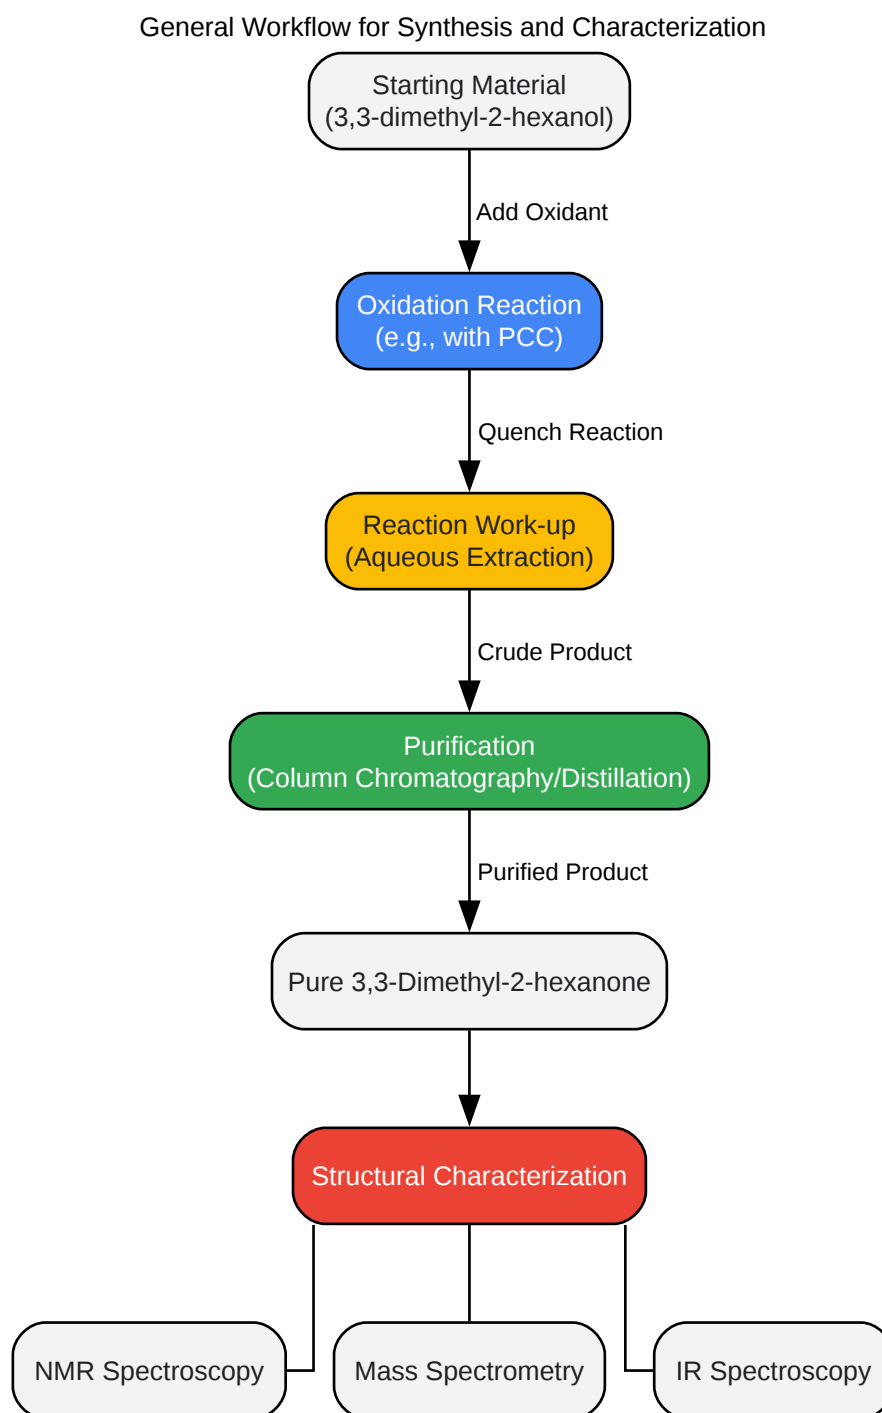 General Workflow for Synthesis and Characterization
Starting Material
(3,3-dimethyl-2-hexanol)
Add Oxidant
Oxidation Reaction
(e.g., with PCC)
Quench Reaction
Reaction Work-up
(Aqueous Extraction)
Crude Product
Purification
(Column Chromatography/Distillation)
Purified Product
Pure 3,3-Dimethyl-2-hexanone
Structural Characterization
NMR Spectroscopy
Mass Spectrometry
IR Spectroscopy